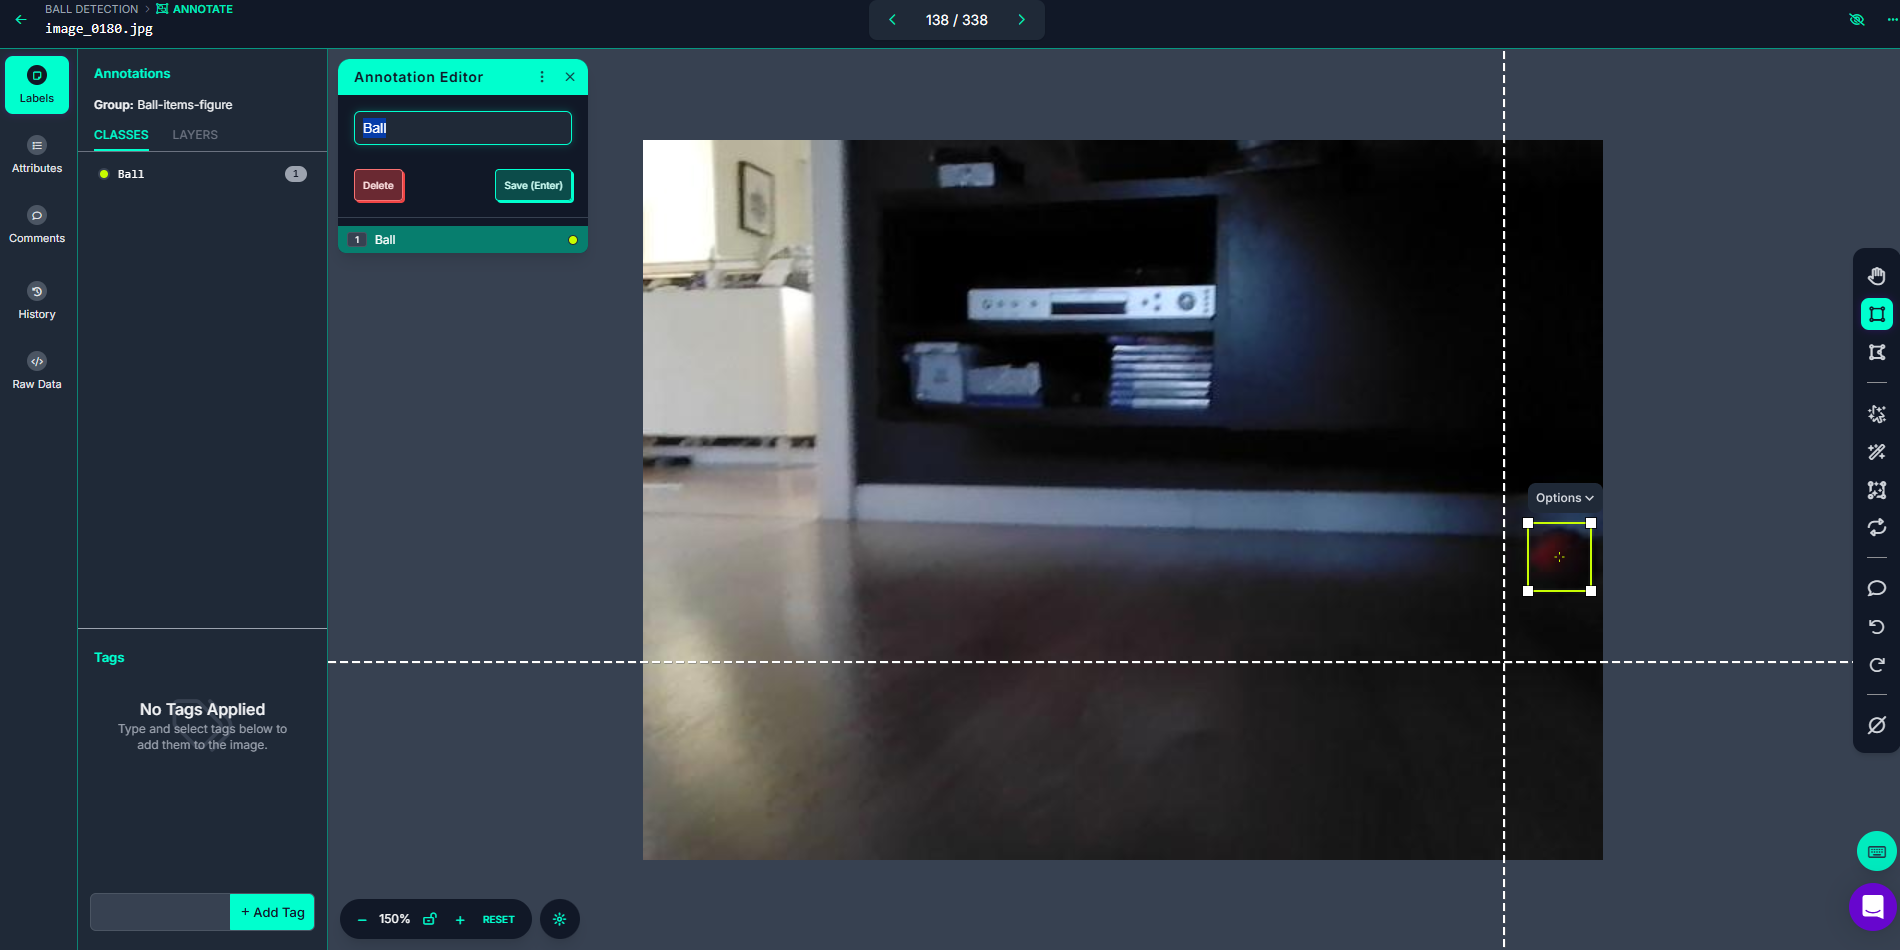 BALL DETECTION > ANNOTATE
image_0180.jpg
138 / 338
Labels
Attributes
Comments
History
Raw Data
Annotations
Group: Ball-items-figure
CLASSES LAYERS
Ball 1
Tags
No Tags Applied
Type and select tags below to
add them to the image.
+ Add Tag
Annotation Editor
Ball
Delete Save (Enter)
1 Ball
Options
150% RESET